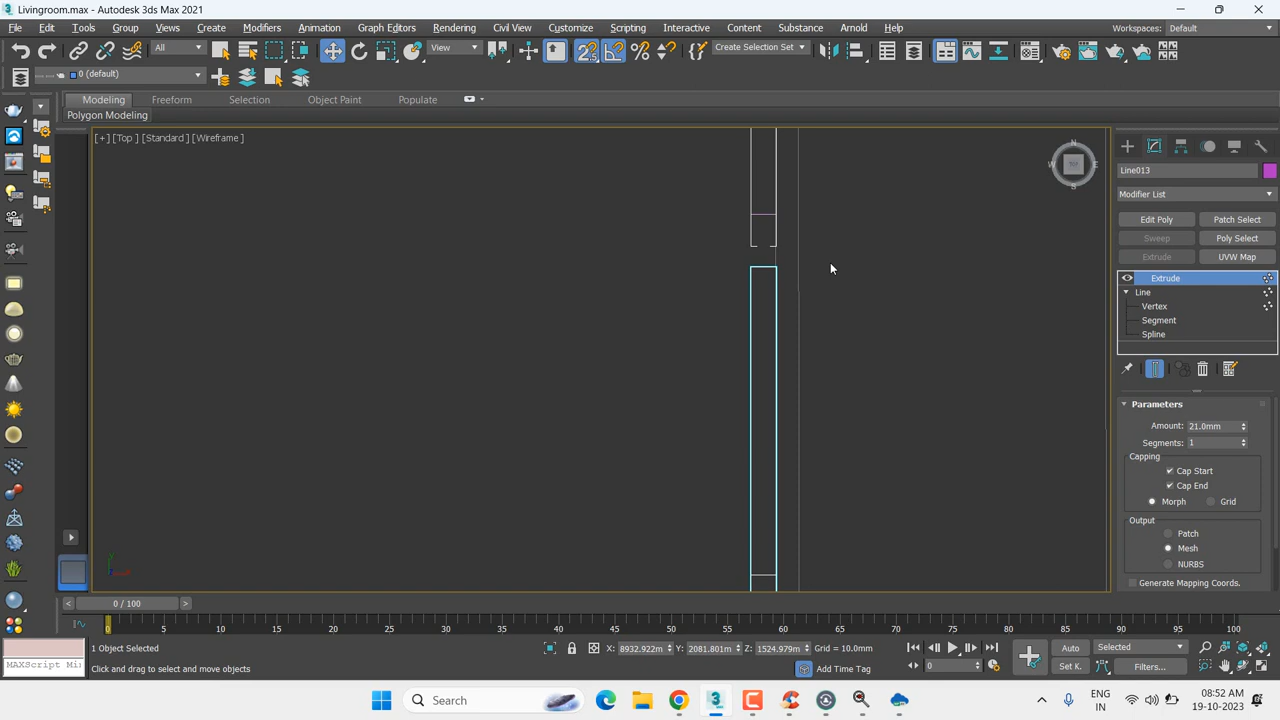 Livingroom.max - Autodesk 3ds Max 2021
File Edit Tools Group Views Create Modifiers Animation Graph Editors Rendering Civil View Customize Scripting Interactive Content Substance Arnold Help
Workspaces: Default
All View Create Selection Set
0 (default)
Modeling Freeform Selection Object Paint Populate
Polygon Modeling
[+] [Top ] [Standard ] [Wireframe ]
N
W E
S
Line013
Modifier List
Edit Poly Patch Select
Sweep Poly Select
Extrude UVW Map
Extrude
Line
Vertex
Segment
Spline
Parameters
Amount: 21.0mm
Segments: 1
Capping
Cap Start
Cap End
Morph Grid
Output
Patch
Mesh
NURBS
Generate Mapping Coords.
y
0 / 100
0 5 10 15 20 25 30 35 40 45 50 55 60 65 70 75 80 85 90 95 100
1 Object Selected
X: 8932.922m Y: 2081.801m Z: 1524.979m Grid = 10.0mm
Auto Selected
MAXScript Mi
Click and drag to select and move objects
Add Time Tag
0
Set K. Filters...
Search
ENG
IN
08:52 AM
19-10-2023